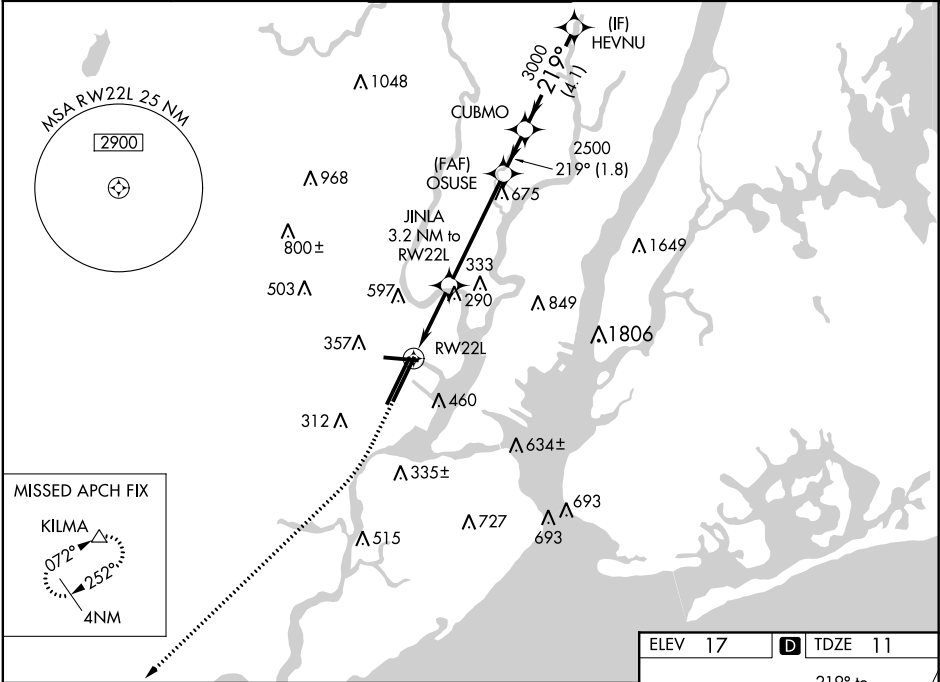 (IF)
HEVNU
3000
219°
(4.1)
1048
MSA RW22L 25 NM
2900
CUBMO
2500
219° (1.8)
(FAF)
OSUSE
968
675
JINLA
3.2 NM to
RW22L
800±
1649
333
503
597
290
849
357
RW22L
1806
460
312
634±
335±
MISSED APCH FIX
KILMA
072°
252°
4NM
693
727
693
515
ELEV 17 D TDZE 11
219° to